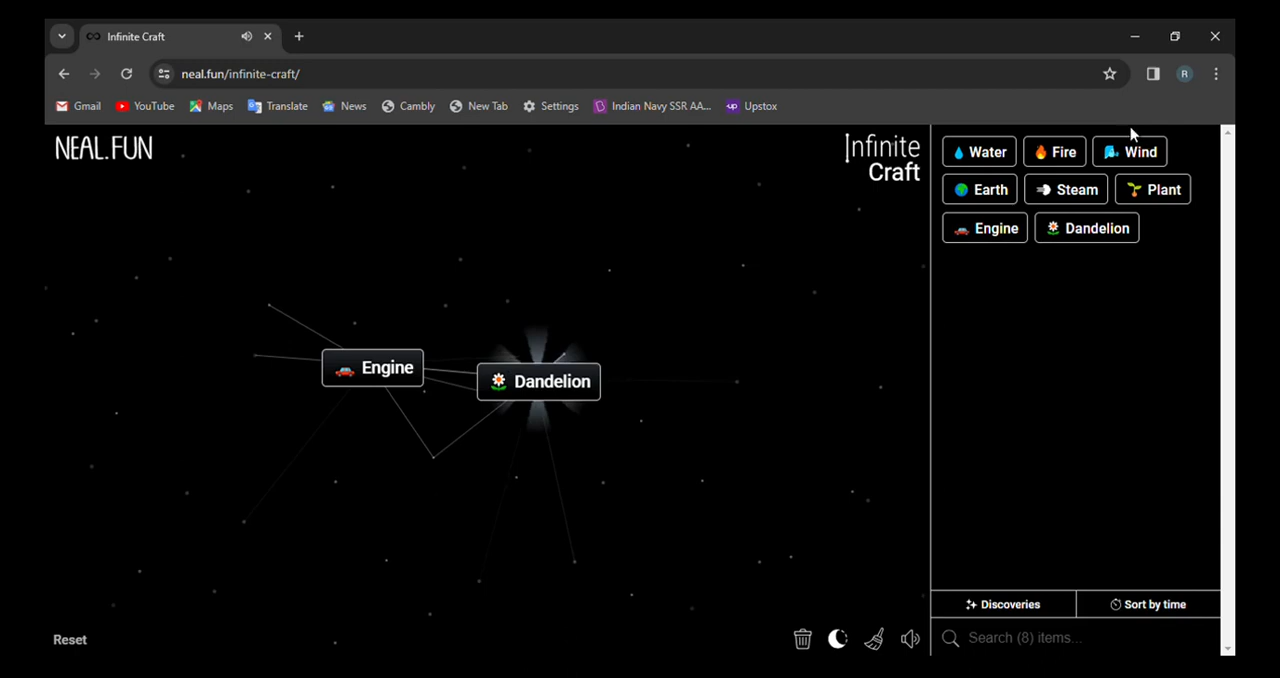 Infinite Craft
neal.fun/infinite-craft/
Gmail YouTube Maps Translate News Cambly New Tab Settings Indian Navy SSR AA... Upstox
NEAL.FUN
Infinite
Craft
Water Fire Wind
Earth Steam Plant
Engine Dandelion
Engine
Dandelion
Discoveries Sort by time
Reset
Search (8) items...
R
up